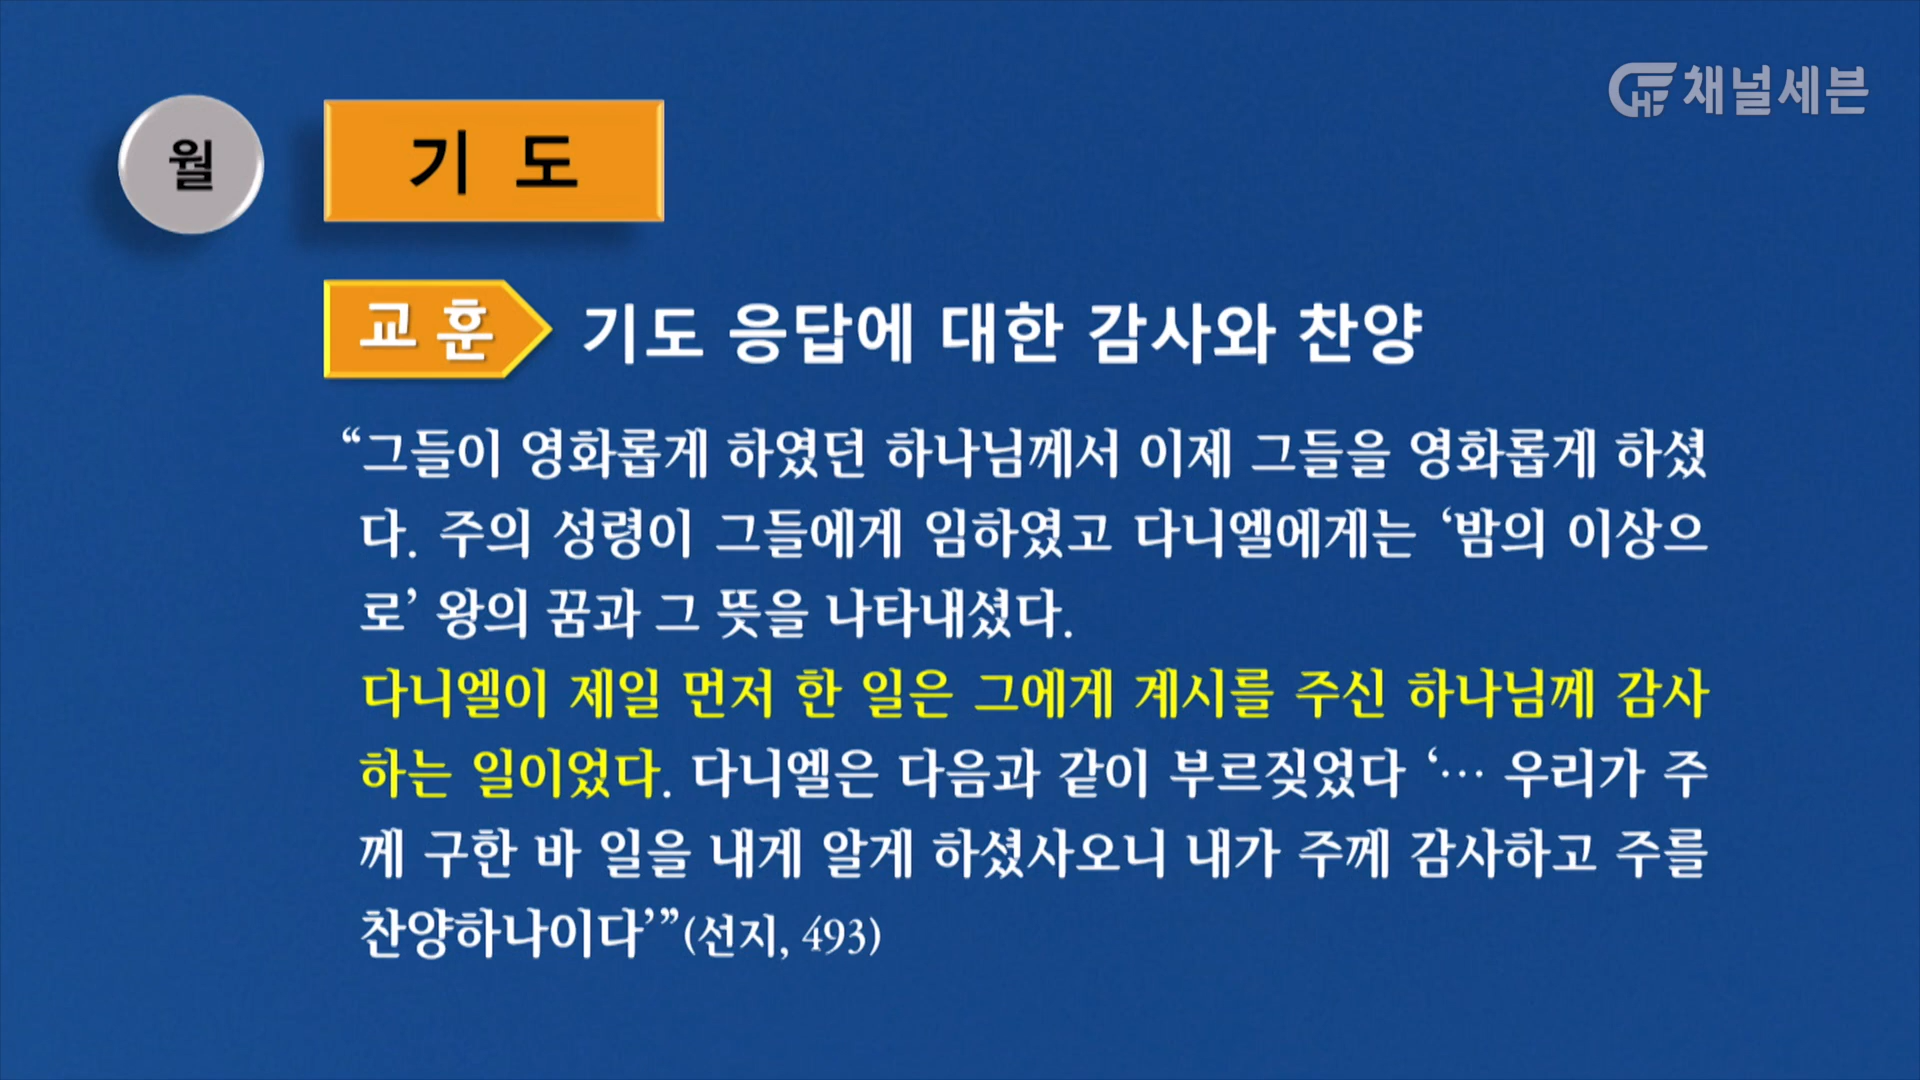 채널세븐
월
기 도
교 훈
기도 응답에 대한 감사와 찬양
“그들이 영화롭게 하였던 하나님께서 이제 그들을 영화롭게 하셨
다. 주의 성령이 그들에게 임하였고 다니엘에게는 ‘밤의 이상으
로’ 왕의 꿈과 그 뜻을 나타내셨다.
다니엘이 제일 먼저 한 일은 그에게 계시를 주신 하나님께 감사
하는 일이었다. 다니엘은 다음과 같이 부르짖었다 ‘… 우리가 주
께 구한 바 일을 내게 알게 하셨사오니 내가 주께 감사하고 주를
찬양하나이다’”(선지, 493)